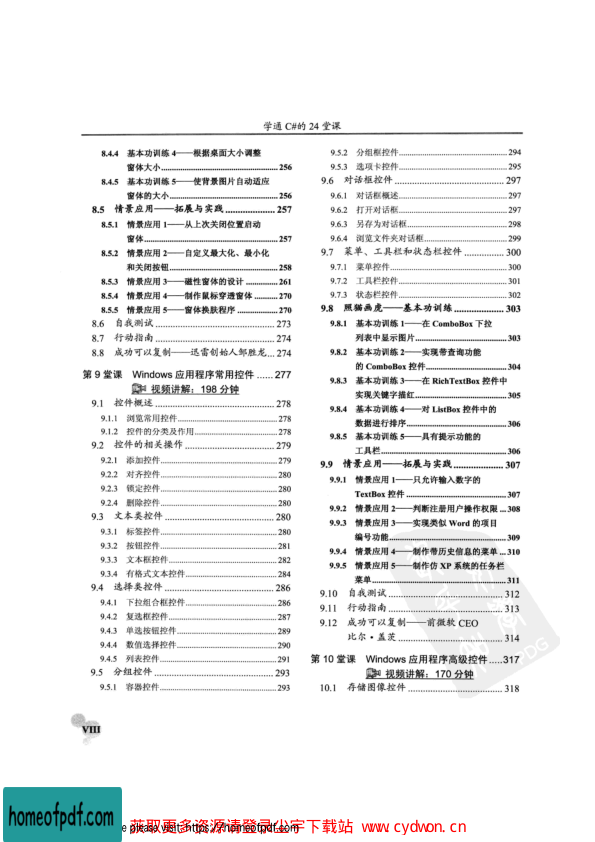 学通 C#的 24 堂课
8.4.4 基本功训练 4——根据桌面大小调整
窗体大小......256
8.4.5 基本功训练 5——使背景图片自动适应
窗体的大小......256
8.5 情景应用——拓展与实践......257
8.5.1 情景应用 1——从上次关闭位置启动
窗体......257
8.5.2 情景应用 2——自定义最大化、最小化
和关闭按钮......258
8.5.3 情景应用 3——磁性窗体的设计......261
8.5.4 情景应用 4——制作鼠标穿透窗体......270
8.5.5 情景应用 5——窗体换肤程序......270
8.6 自我测试......273
8.7 行动指南......274
8.8 成功可以复制——迅雷创始人邹胜龙...274
第 9 堂课 Windows 应用程序常用控件......277
视频讲解：198 分钟
9.1 控件概述......278
9.1.1 浏览常用控件......278
9.1.2 控件的分类及作用......278
9.2 控件的相关操作......279
9.2.1 添加控件......279
9.2.2 对齐控件......280
9.2.3 锁定控件......280
9.2.4 删除控件......280
9.3 文本类控件......280
9.3.1 标签控件......280
9.3.2 按钮控件......281
9.3.3 文本框控件......282
9.3.4 有格式文本控件......284
9.4 选择类控件......286
9.4.1 下拉组合框控件......286
9.4.2 复选框控件......287
9.4.3 单选按钮控件......289
9.4.4 数值选择控件......290
9.4.5 列表控件......291
9.5 分组控件......293
9.5.1 容器控件......293
9.5.2 分组框控件......294
9.5.3 选项卡控件......295
9.6 对话框控件......297
9.6.1 对话框概述......297
9.6.2 打开对话框......297
9.6.3 另存为对话框......298
9.6.4 浏览文件夹对话框......299
9.7 菜单、工具栏和状态栏控件......300
9.7.1 菜单控件......300
9.7.2 工具栏控件......301
9.7.3 状态栏控件......302
9.8 照猫画虎——基本功训练......303
9.8.1 基本功训练 1——在 ComboBox 下拉
列表中显示图片......303
9.8.2 基本功训练 2——实现带查询功能
的 ComboBox 控件......304
9.8.3 基本功训练 3——在 RichTextBox 控件中
实现关键字描红......305
9.8.4 基本功训练 4——对 ListBox 控件中的
数据进行排序......306
9.8.5 基本功训练 5——具有提示功能的
工具栏......306
9.9 情景应用——拓展与实践......307
9.9.1 情景应用 1——只允许输入数字的
TextBox 控件......307
9.9.2 情景应用 2——判断注册用户操作权限...308
9.9.3 情景应用 3——实现类似 Word 的项目
编号功能......309
9.9.4 情景应用 4——制作带历史信息的菜单...310
9.9.5 情景应用 5——制作仿 XP 系统的任务栏
菜单......311
9.10 自我测试......312
9.11 行动指南......313
9.12 成功可以复制——前微软 CEO
比尔·盖茨......314
第 10 堂课 Windows 应用程序高级控件.....317
视频讲解：170 分钟
10.1 存储图像控件......318
VIII
homeofpdf.com
please visit: https://homeofpdf.com
获取更多资源请登录尘宇下载站 www.cydwon.cn